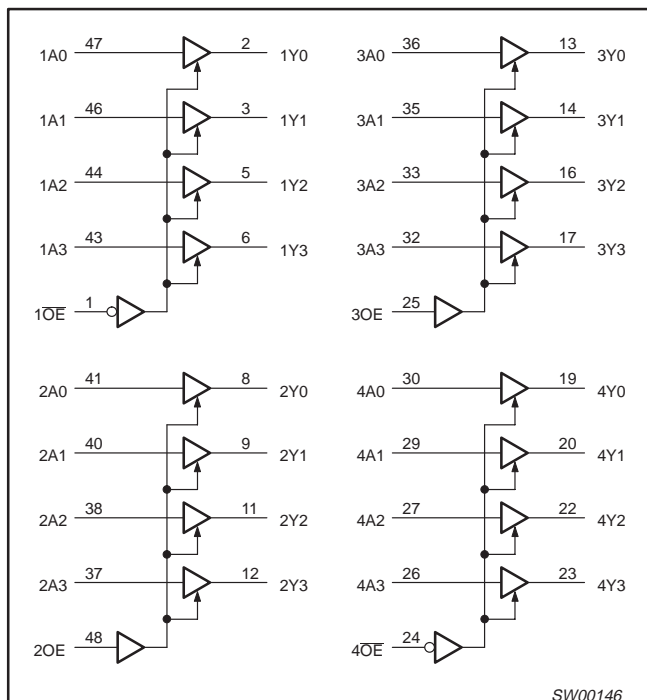 1A0 47 2 1Y0
1A1 46 3 1Y1
1A2 44 5 1Y2
1A3 43 6 1Y3
1O̅E̅ 1
3A0 36 13 3Y0
3A1 35 14 3Y1
3A2 33 16 3Y2
3A3 32 17 3Y3
3OE 25
2A0 41 8 2Y0
2A1 40 9 2Y1
2A2 38 11 2Y2
2A3 37 12 2Y3
2OE 48
4A0 30 19 4Y0
4A1 29 20 4Y1
4A2 27 22 4Y2
4A3 26 23 4Y3
4O̅E̅ 24
SW00146